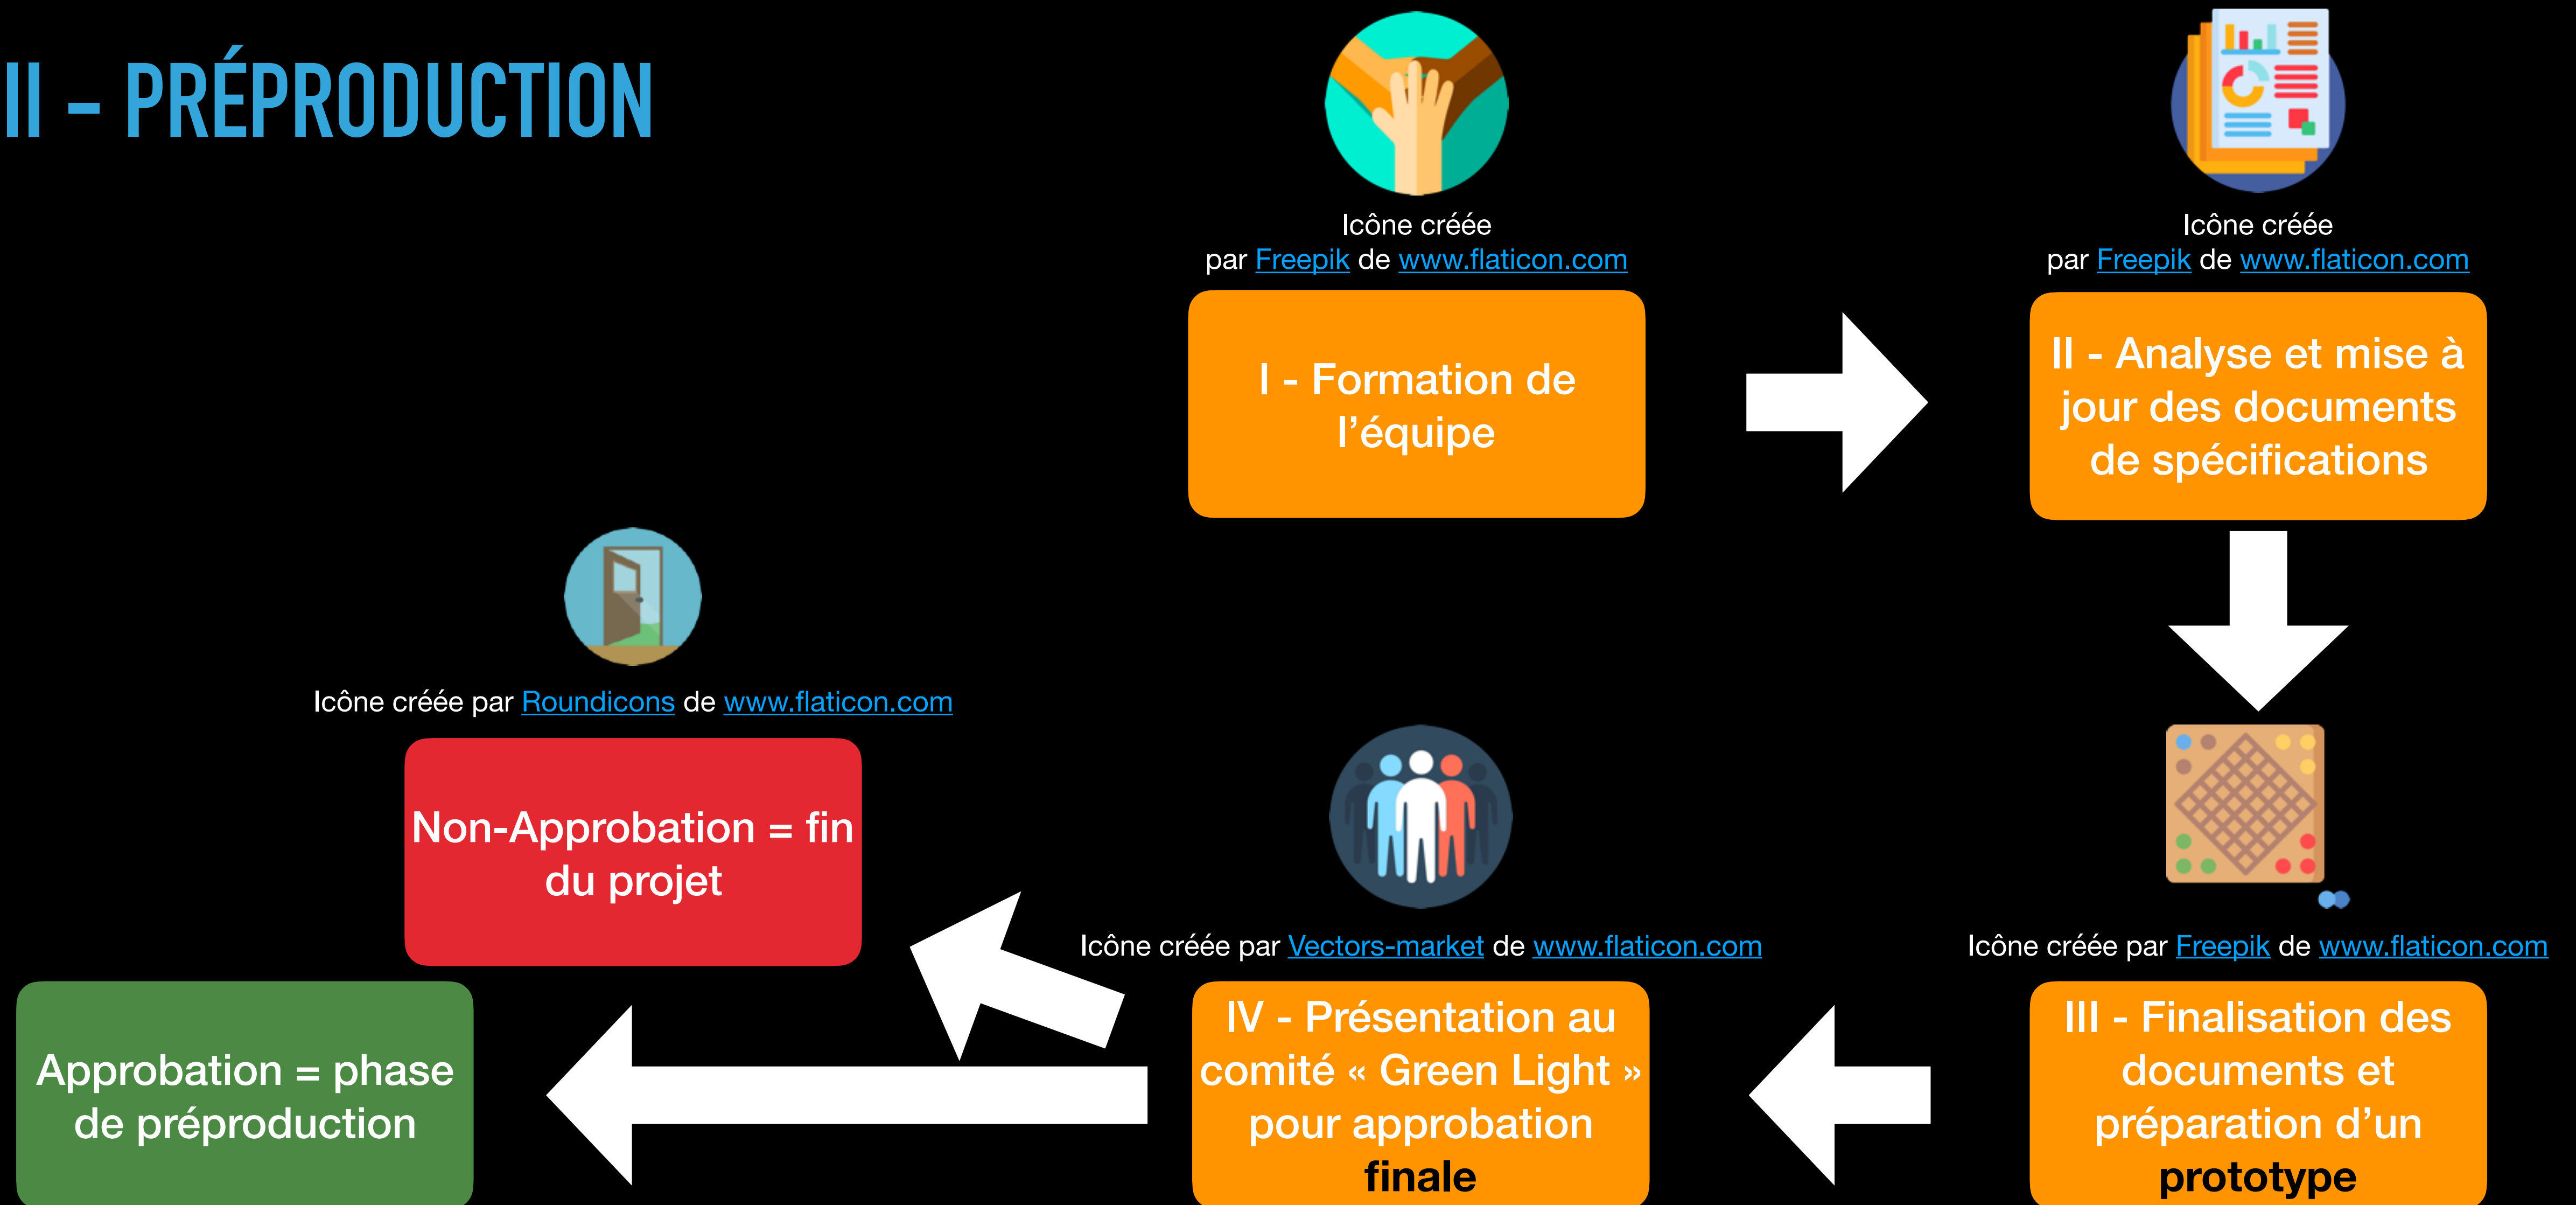 II - PRÉPRODUCTION
Icône créée
par Freepik de www.flaticon.com
I - Formation de
l’équipe
Icône créée
par Freepik de www.flaticon.com
II - Analyse et mise à
jour des documents
de spécifications
Icône créée par Freepik de www.flaticon.com
III - Finalisation des
documents et
préparation d’un
prototype
Icône créée par Vectors-market de www.flaticon.com
IV - Présentation au
comité « Green Light »
pour approbation
finale
Icône créée par Roundicons de www.flaticon.com
Non-Approbation = fin
du projet
Approbation = phase
de préproduction